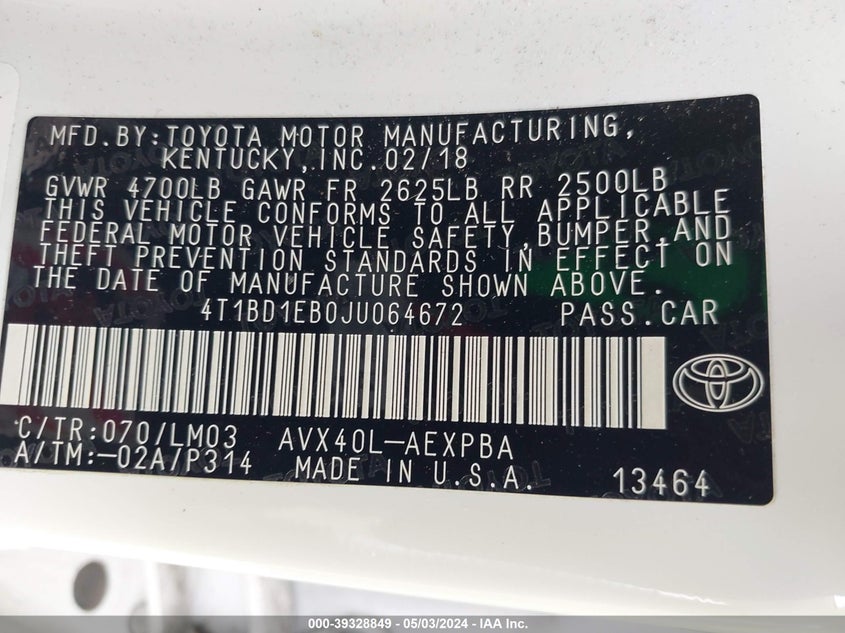 MFD.BY:TOYOTA MOTOR MANUFACTURING,
KENTUCKY,INC.02/18
GVWR 4700LB GAWR FR 2625LB RR 2500LB
THIS VEHICLE CONFORMS TO ALL APPLICABLE
FEDERAL MOTOR VEHICLE SAFETY,BUMPER,AND
THEFT PREVENTION STANDARDS IN EFFECT ON
THE DATE OF MANUFACTURE SHOWN ABOVE.
4T1BD1EB0JU064672 PASS.CAR
C/TR:070/LM03 AVX40L-AEXPBA
A/TM:-02A/P314 MADE IN U.S.A. 13464
000-39328849 - 05/03/2024 - IAA Inc.